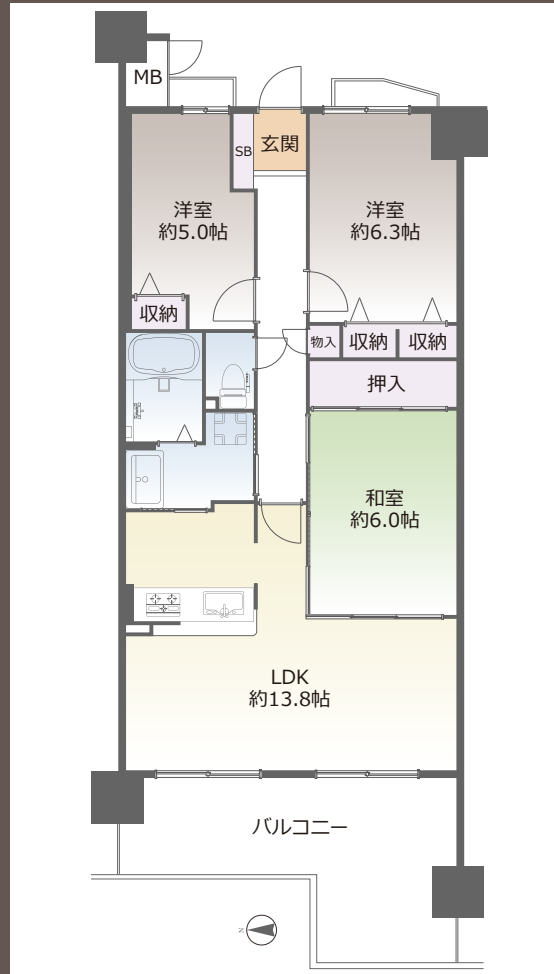 MB
SB
玄関
洋室
約5.0帖
洋室
約6.3帖
収納
物入
収納
収納
押入
和室
約6.0帖
LDK
約13.8帖
バルコニー
N